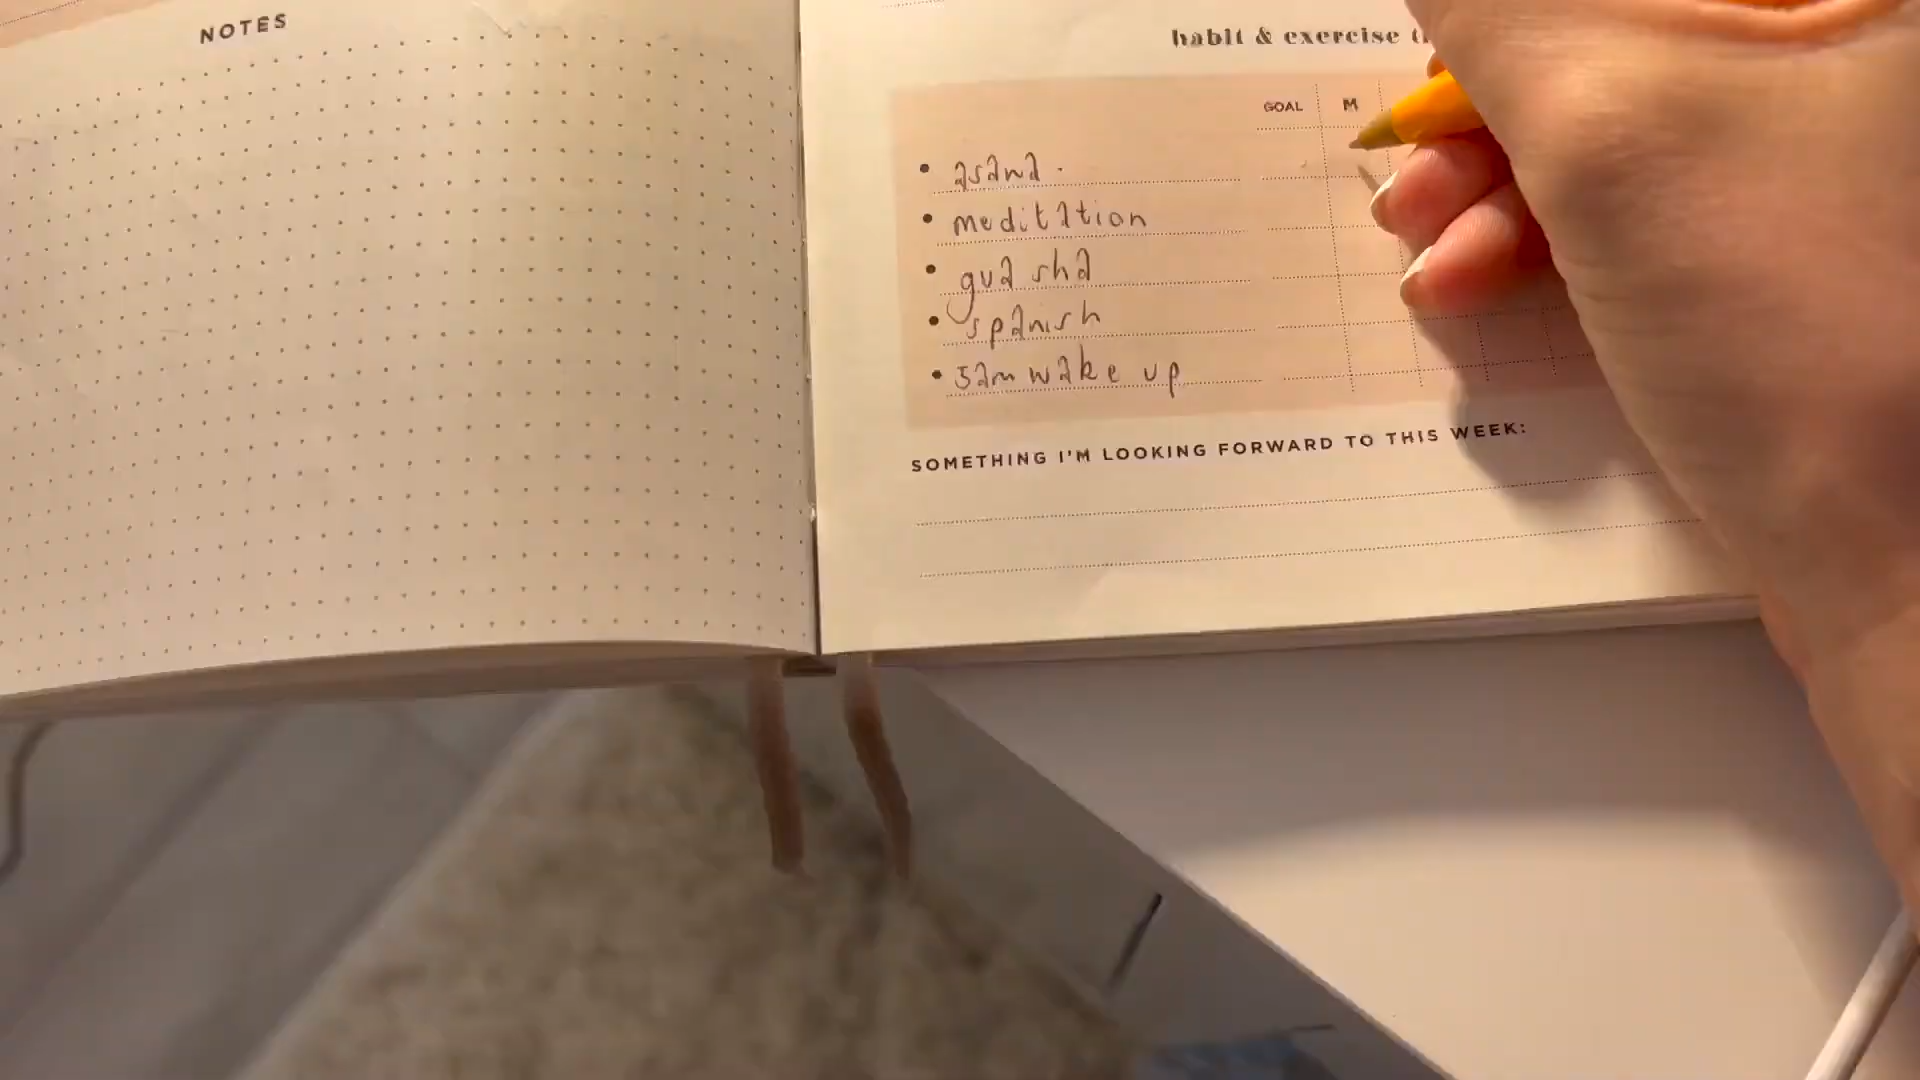 NOTES
habit & exercise
GOAL M
• asana .
• meditation
• gua sha
• spanish
• 5am wake up
SOMETHING I'M LOOKING FORWARD TO THIS WEEK: